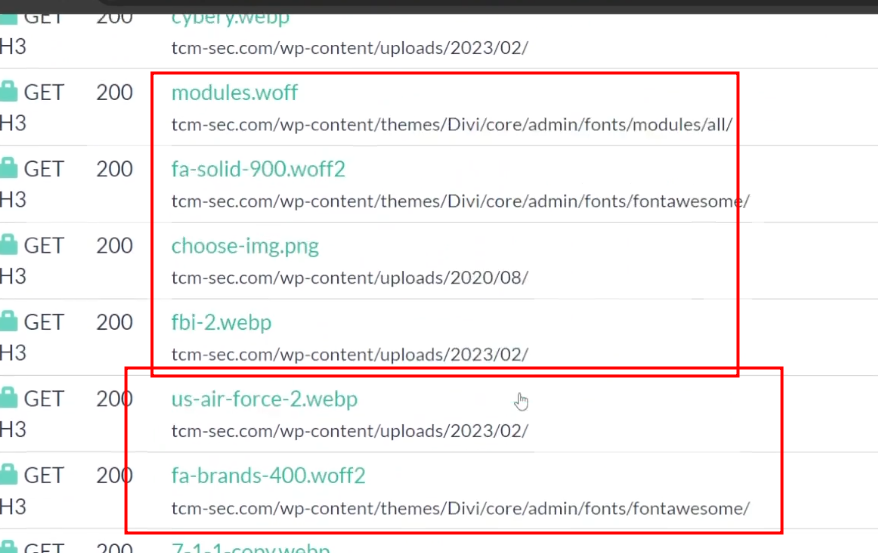 GET 200 cybery.webp
H3 tcm-sec.com/wp-content/uploads/2023/02/
GET 200 modules.woff
H3 tcm-sec.com/wp-content/themes/Divi/core/admin/fonts/modules/all/
GET 200 fa-solid-900.woff2
H3 tcm-sec.com/wp-content/themes/Divi/core/admin/fonts/fontawesome/
GET 200 choose-img.png
H3 tcm-sec.com/wp-content/uploads/2020/08/
GET 200 fbi-2.webp
H3 tcm-sec.com/wp-content/uploads/2023/02/
GET 200 us-air-force-2.webp
H3 tcm-sec.com/wp-content/uploads/2023/02/
GET 200 fa-brands-400.woff2
H3 tcm-sec.com/wp-content/themes/Divi/core/admin/fonts/fontawesome/
GET 200 7-1-1-copy.webp